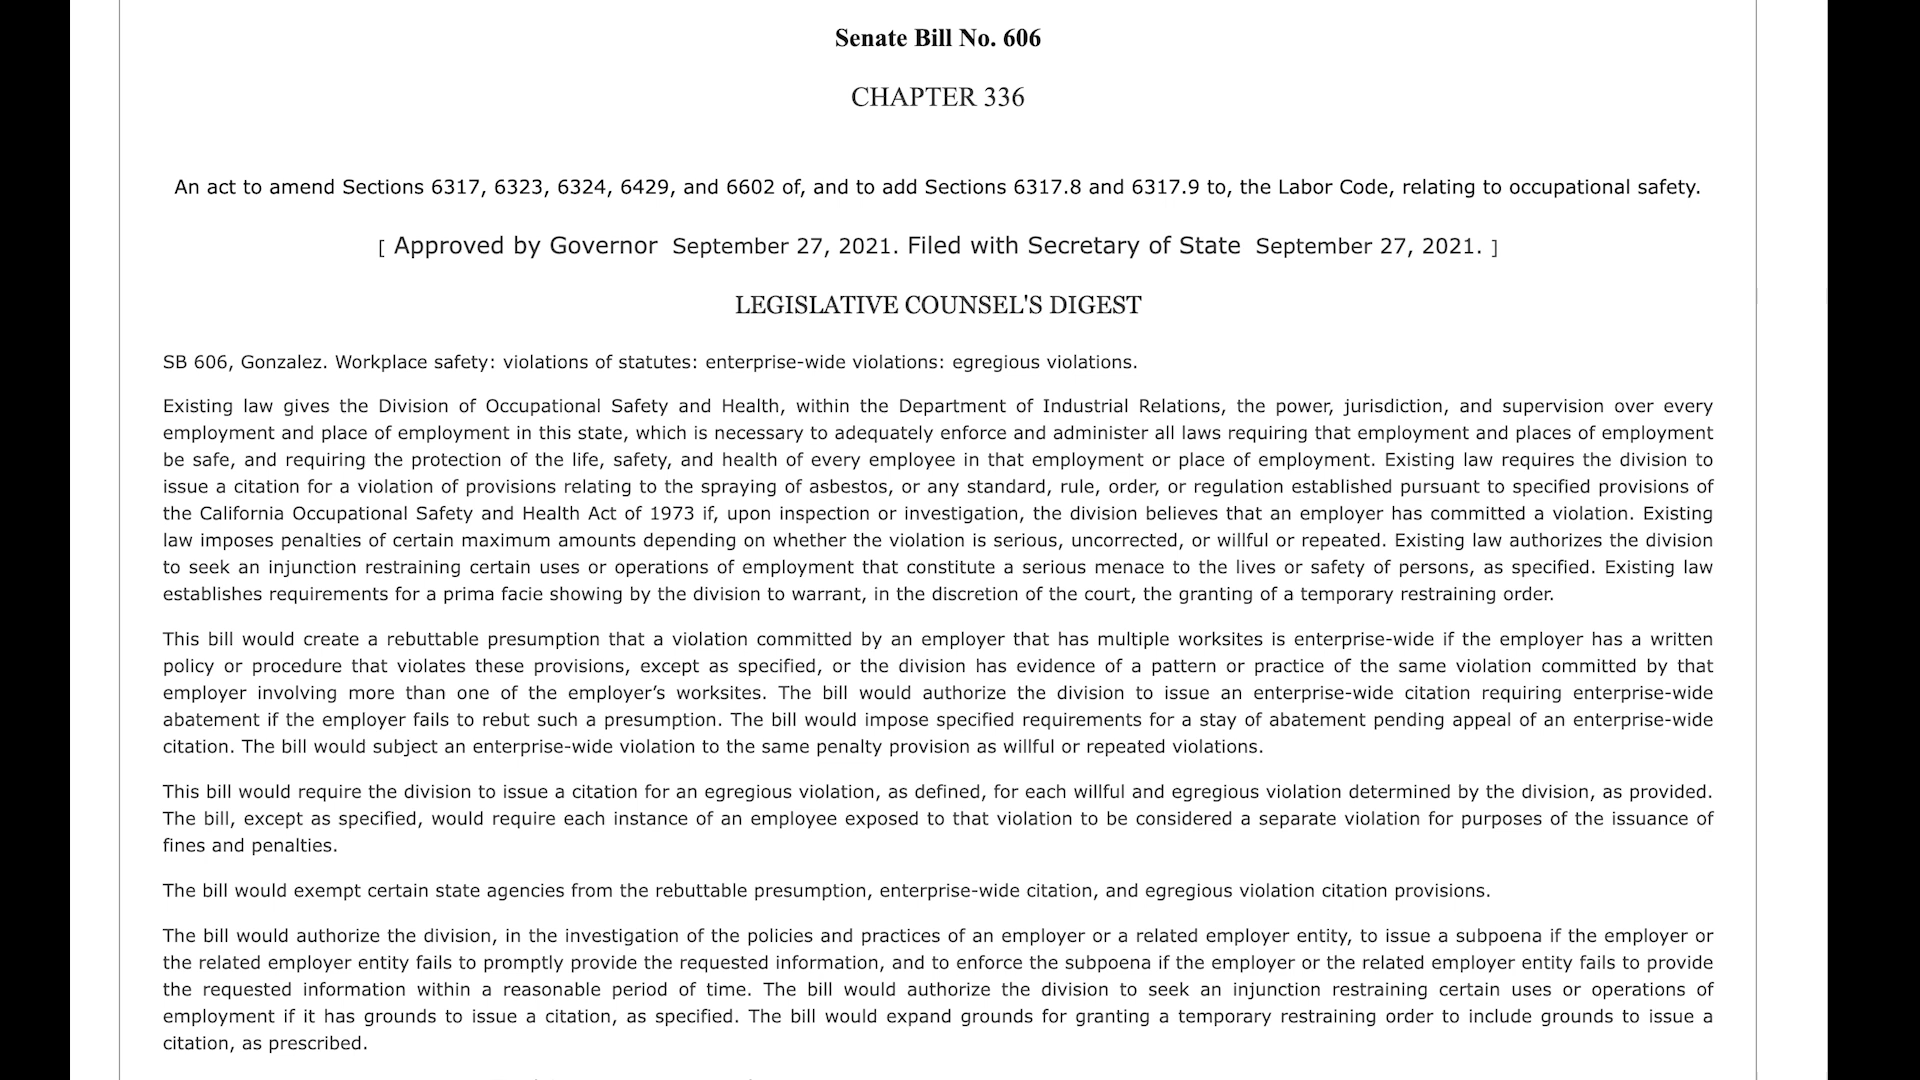 Senate Bill No. 606
CHAPTER 336
An act to amend Sections 6317, 6323, 6324, 6429, and 6602 of, and to add Sections 6317.8 and 6317.9 to, the Labor Code, relating to occupational safety.
[ Approved by Governor September 27, 2021. Filed with Secretary of State September 27, 2021. ]
LEGISLATIVE COUNSEL'S DIGEST
SB 606, Gonzalez. Workplace safety: violations of statutes: enterprise-wide violations: egregious violations.
Existing law gives the Division of Occupational Safety and Health, within the Department of Industrial Relations, the power, jurisdiction, and supervision over every
employment and place of employment in this state, which is necessary to adequately enforce and administer all laws requiring that employment and places of employment
be safe, and requiring the protection of the life, safety, and health of every employee in that employment or place of employment. Existing law requires the division to
issue a citation for a violation of provisions relating to the spraying of asbestos, or any standard, rule, order, or regulation established pursuant to specified provisions of
the California Occupational Safety and Health Act of 1973 if, upon inspection or investigation, the division believes that an employer has committed a violation. Existing
law imposes penalties of certain maximum amounts depending on whether the violation is serious, uncorrected, or willful or repeated. Existing law authorizes the division
to seek an injunction restraining certain uses or operations of employment that constitute a serious menace to the lives or safety of persons, as specified. Existing law
establishes requirements for a prima facie showing by the division to warrant, in the discretion of the court, the granting of a temporary restraining order.
This bill would create a rebuttable presumption that a violation committed by an employer that has multiple worksites is enterprise-wide if the employer has a written
policy or procedure that violates these provisions, except as specified, or the division has evidence of a pattern or practice of the same violation committed by that
employer involving more than one of the employer’s worksites. The bill would authorize the division to issue an enterprise-wide citation requiring enterprise-wide
abatement if the employer fails to rebut such a presumption. The bill would impose specified requirements for a stay of abatement pending appeal of an enterprise-wide
citation. The bill would subject an enterprise-wide violation to the same penalty provision as willful or repeated violations.
This bill would require the division to issue a citation for an egregious violation, as defined, for each willful and egregious violation determined by the division, as provided.
The bill, except as specified, would require each instance of an employee exposed to that violation to be considered a separate violation for purposes of the issuance of
fines and penalties.
The bill would exempt certain state agencies from the rebuttable presumption, enterprise-wide citation, and egregious violation citation provisions.
The bill would authorize the division, in the investigation of the policies and practices of an employer or a related employer entity, to issue a subpoena if the employer or
the related employer entity fails to promptly provide the requested information, and to enforce the subpoena if the employer or the related employer entity fails to provide
the requested information within a reasonable period of time. The bill would authorize the division to seek an injunction restraining certain uses or operations of
employment if it has grounds to issue a citation, as specified. The bill would expand grounds for granting a temporary restraining order to include grounds to issue a
citation, as prescribed.